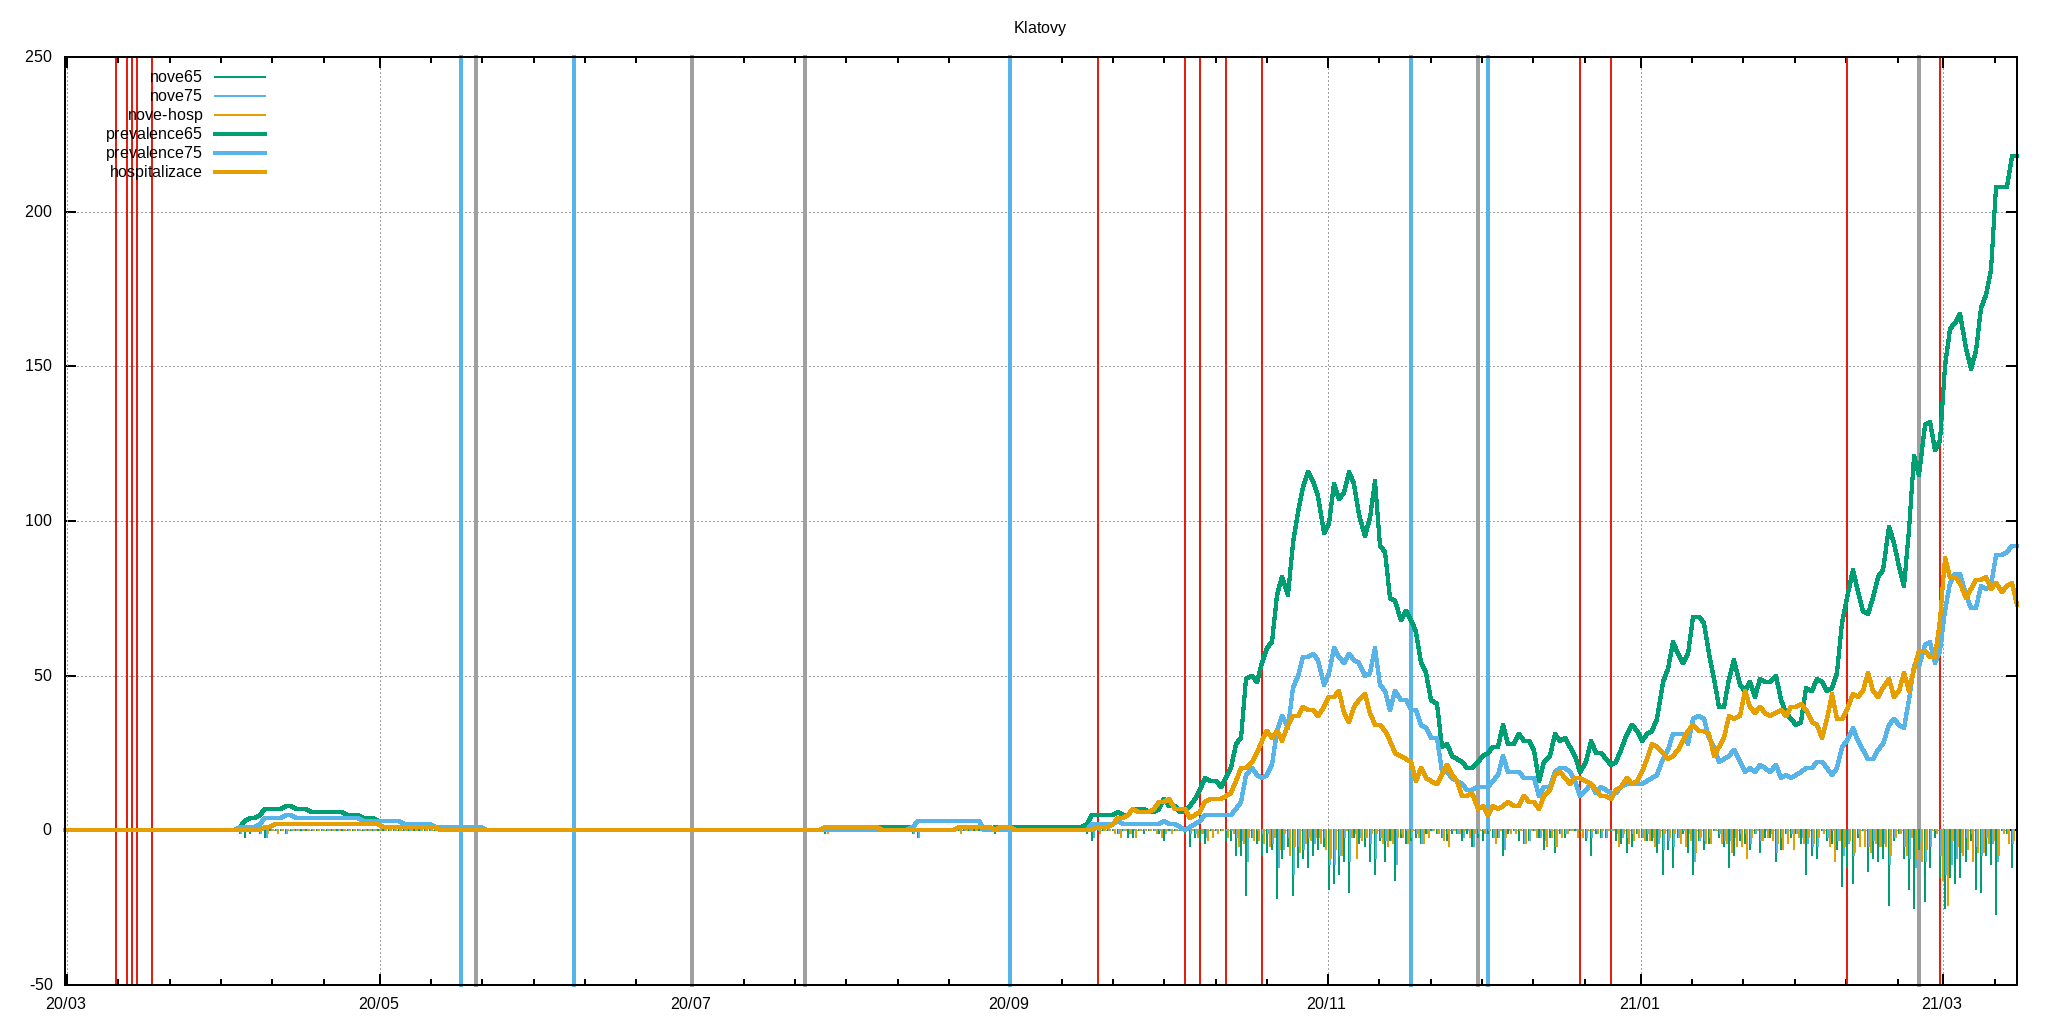 Klatovy
250
200
150
100
50
0
-50
nove65
nove75
nove-hosp
prevalence65
prevalence75
hospitalizace
20/03 20/05 20/07 20/09 20/11 21/01 21/03